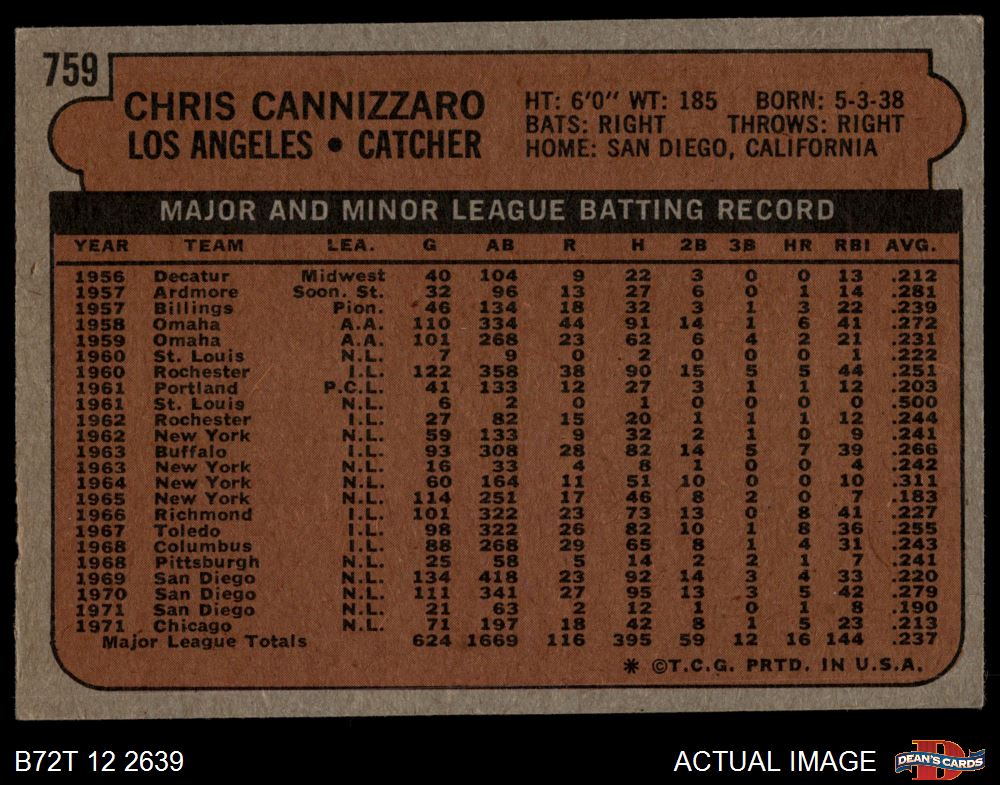 759
CHRIS CANNIZZARO
LOS ANGELES • CATCHER
HT: 6'0" WT: 185 BORN: 5-3-38
BATS: RIGHT THROWS: RIGHT
HOME: SAN DIEGO, CALIFORNIA
MAJOR AND MINOR LEAGUE BATTING RECORD
YEAR TEAM LEA. G AB R H 2B 3B HR RBI AVG.
1956 Decatur Midwest 40 104 9 22 3 0 0 13 .212
1957 Ardmore Soon. St. 32 96 13 27 6 0 1 14 .281
1957 Billings Pion. 46 134 18 32 3 1 3 22 .239
1958 Omaha A.A. 110 334 44 91 14 1 6 41 .272
1959 Omaha A.A. 101 268 23 62 6 4 2 21 .231
1960 St. Louis N.L. 7 9 0 2 0 0 0 1 .222
1960 Rochester I.L. 122 358 38 90 15 5 5 44 .251
1961 Portland P.C.L. 41 133 12 27 3 1 1 12 .203
1961 St. Louis N.L. 6 2 0 1 0 0 0 0 .500
1962 Rochester I.L. 27 82 15 20 1 1 1 12 .244
1962 New York N.L. 59 133 9 32 2 1 0 9 .241
1963 Buffalo I.L. 93 308 28 82 14 5 7 39 .266
1963 New York N.L. 16 33 4 8 1 0 0 4 .242
1964 New York N.L. 60 164 11 51 10 0 0 10 .311
1965 New York N.L. 114 251 17 46 8 2 0 7 .183
1966 Richmond I.L. 101 322 23 73 13 0 8 41 .227
1967 Toledo I.L. 98 322 26 82 10 1 8 36 .255
1968 Columbus I.L. 88 268 29 65 8 1 4 31 .243
1968 Pittsburgh N.L. 25 58 5 14 2 2 1 7 .241
1969 San Diego N.L. 134 418 23 92 14 3 4 33 .220
1970 San Diego N.L. 111 341 27 95 13 3 5 42 .279
1971 San Diego N.L. 21 63 2 12 1 0 1 8 .190
1971 Chicago N.L. 71 197 18 42 8 1 5 23 .213
Major League Totals 624 1669 116 395 59 12 16 144 .237
* ©T.C.G. PRTD. IN U.S.A.
B72T 12 2639
ACTUAL IMAGE
D
DEAN'S CARDS